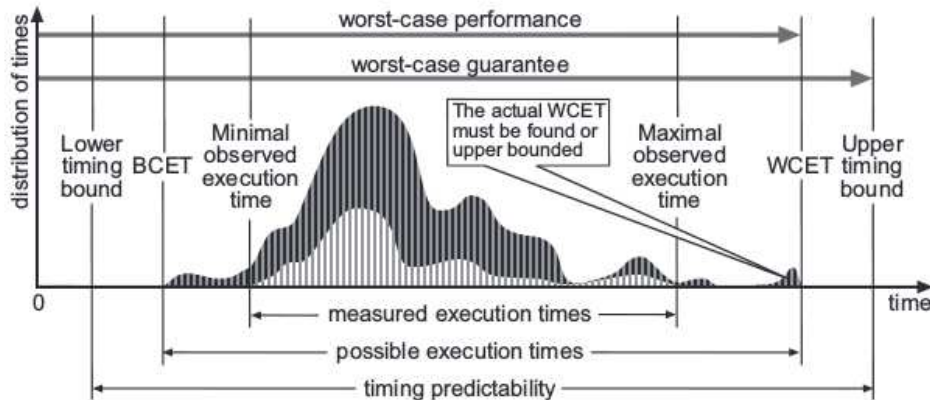 worst-case performance
worst-case guarantee
distribution of times
The actual WCET
must be found or
upper bounded
Lower
timing
bound
BCET
Minimal
observed
execution
time
Maximal
observed
execution
time
WCET
Upper
timing
bound
0
time
measured execution times
possible execution times
timing predictability